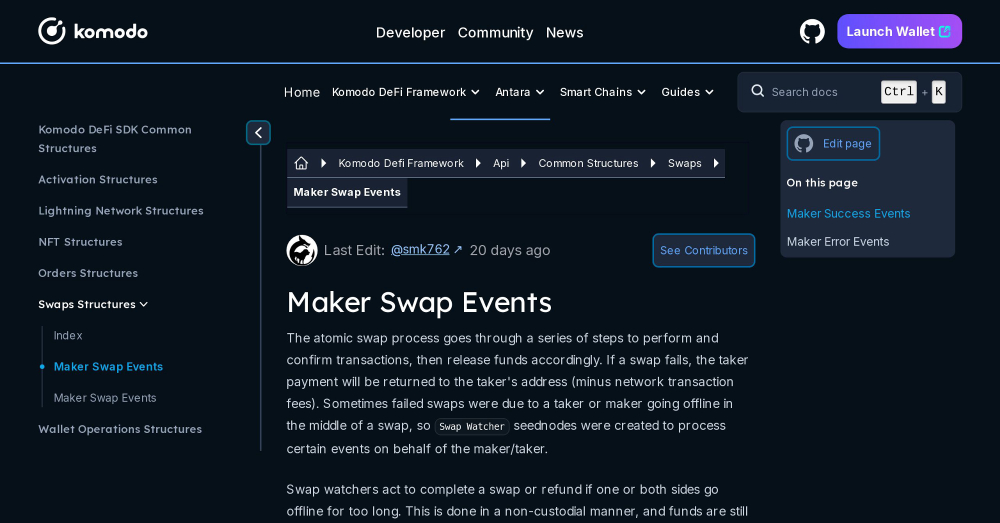 komodo
Developer Community News
Launch Wallet
Home Komodo DeFi Framework Antara Smart Chains Guides
Search docs Ctrl + K
Komodo DeFi SDK Common
Structures
Activation Structures
Lightning Network Structures
NFT Structures
Orders Structures
Swaps Structures
Index
Maker Swap Events
Maker Swap Events
Wallet Operations Structures
Komodo Defi Framework Api Common Structures Swaps
Maker Swap Events
Last Edit: @smk762 ↗ 20 days ago
See Contributors
Maker Swap Events
The atomic swap process goes through a series of steps to perform and
confirm transactions, then release funds accordingly. If a swap fails, the taker
payment will be returned to the taker's address (minus network transaction
fees). Sometimes failed swaps were due to a taker or maker going offline in
the middle of a swap, so Swap Watcher seednodes were created to process
certain events on behalf of the maker/taker.
Swap watchers act to complete a swap or refund if one or both sides go
offline for too long. This is done in a non-custodial manner, and funds are still
Edit page
On this page
Maker Success Events
Maker Error Events